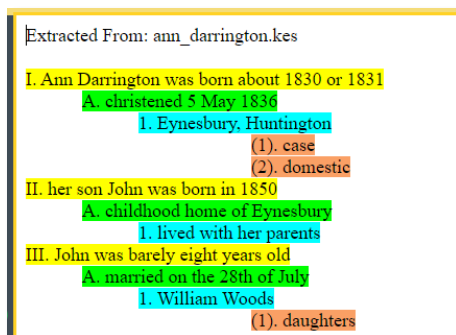 Extracted From: ann_darrington.kes
I. Ann Darrington was born about 1830 or 1831
A. christened 5 May 1836
1. Eynesbury, Huntington
(1). case
(2). domestic
II. her son John was born in 1850
A. childhood home of Eynesbury
1. lived with her parents
III. John was barely eight years old
A. married on the 28th of July
1. William Woods
(1). daughters